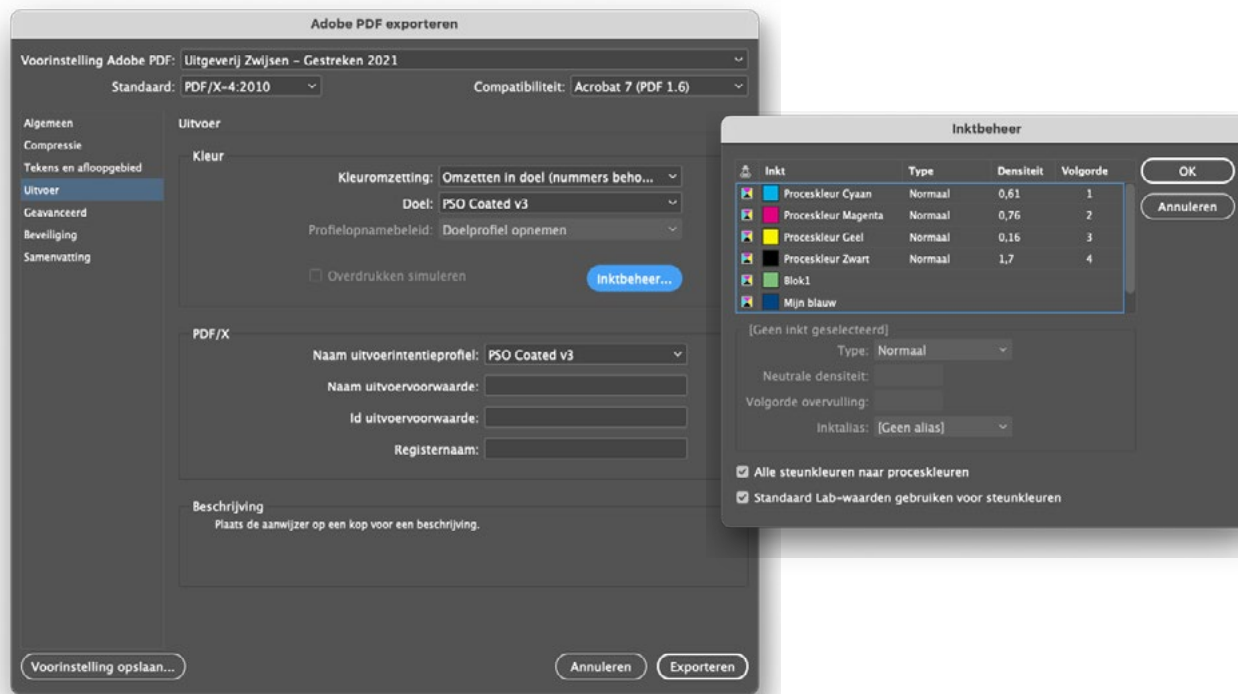 Adobe PDF exporteren
Voorinstelling Adobe PDF: Uitgeverij Zwijsen – Gestreken 2021
Standaard: PDF/X-4:2010 Compatibiliteit: Acrobat 7 (PDF 1.6)
Algemeen
Compressie
Tekens en afloopgebied
Uitvoer
Geavanceerd
Beveiliging
Samenvatting
Uitvoer
Kleur
Kleuromzetting: Omzetten in doel (nummers beho...
Doel: PSO Coated v3
Profielopnamebeleid: Doelprofiel opnemen
Overdrukken simuleren Inktbeheer...
PDF/X
Naam uitvoerintentieprofiel: PSO Coated v3
Naam uitvoervoorwaarde:
Id uitvoervoorwaarde:
Registernaam:
Beschrijving
Plaats de aanwijzer op een kop voor een beschrijving.
Voorinstelling opslaan... Annuleren Exporteren
Inktbeheer
Inkt Type Densiteit Volgorde
Proceskleur Cyaan Normaal 0,61 1
Proceskleur Magenta Normaal 0,76 2
Proceskleur Geel Normaal 0,16 3
Proceskleur Zwart Normaal 1,7 4
Blok1
Mijn blauw
OK
Annuleren
[Geen inkt geselecteerd]
Type: Normaal
Neutrale densiteit:
Volgorde overvulling:
Inktalias: [Geen alias]
Alle steunkleuren naar proceskleuren
Standaard Lab-waarden gebruiken voor steunkleuren